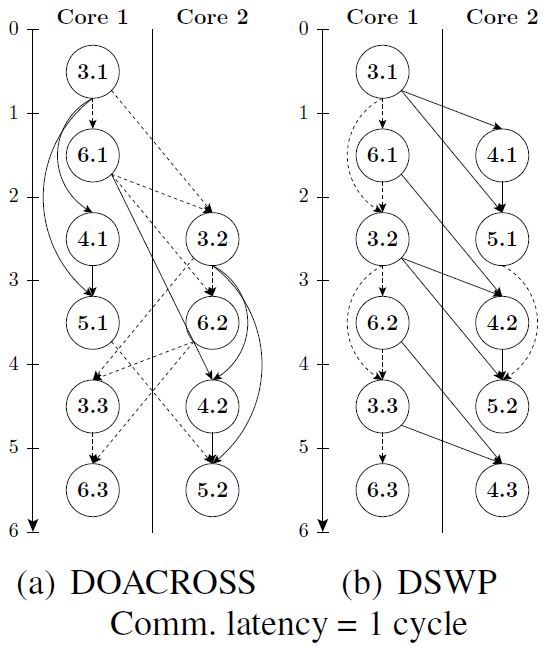 Core 1 Core 2 Core 1 Core 2
0 0
3.1 3.1
1 1
6.1 6.1 4.1
2 2
4.1 3.2 3.2 5.1
3 3
5.1 6.2 6.2 4.2
4 4
3.3 4.2 3.3 5.2
5 5
6.3 5.2 6.3 4.3
6 6
(a) DOACROSS (b) DSWP
Comm. latency = 1 cycle